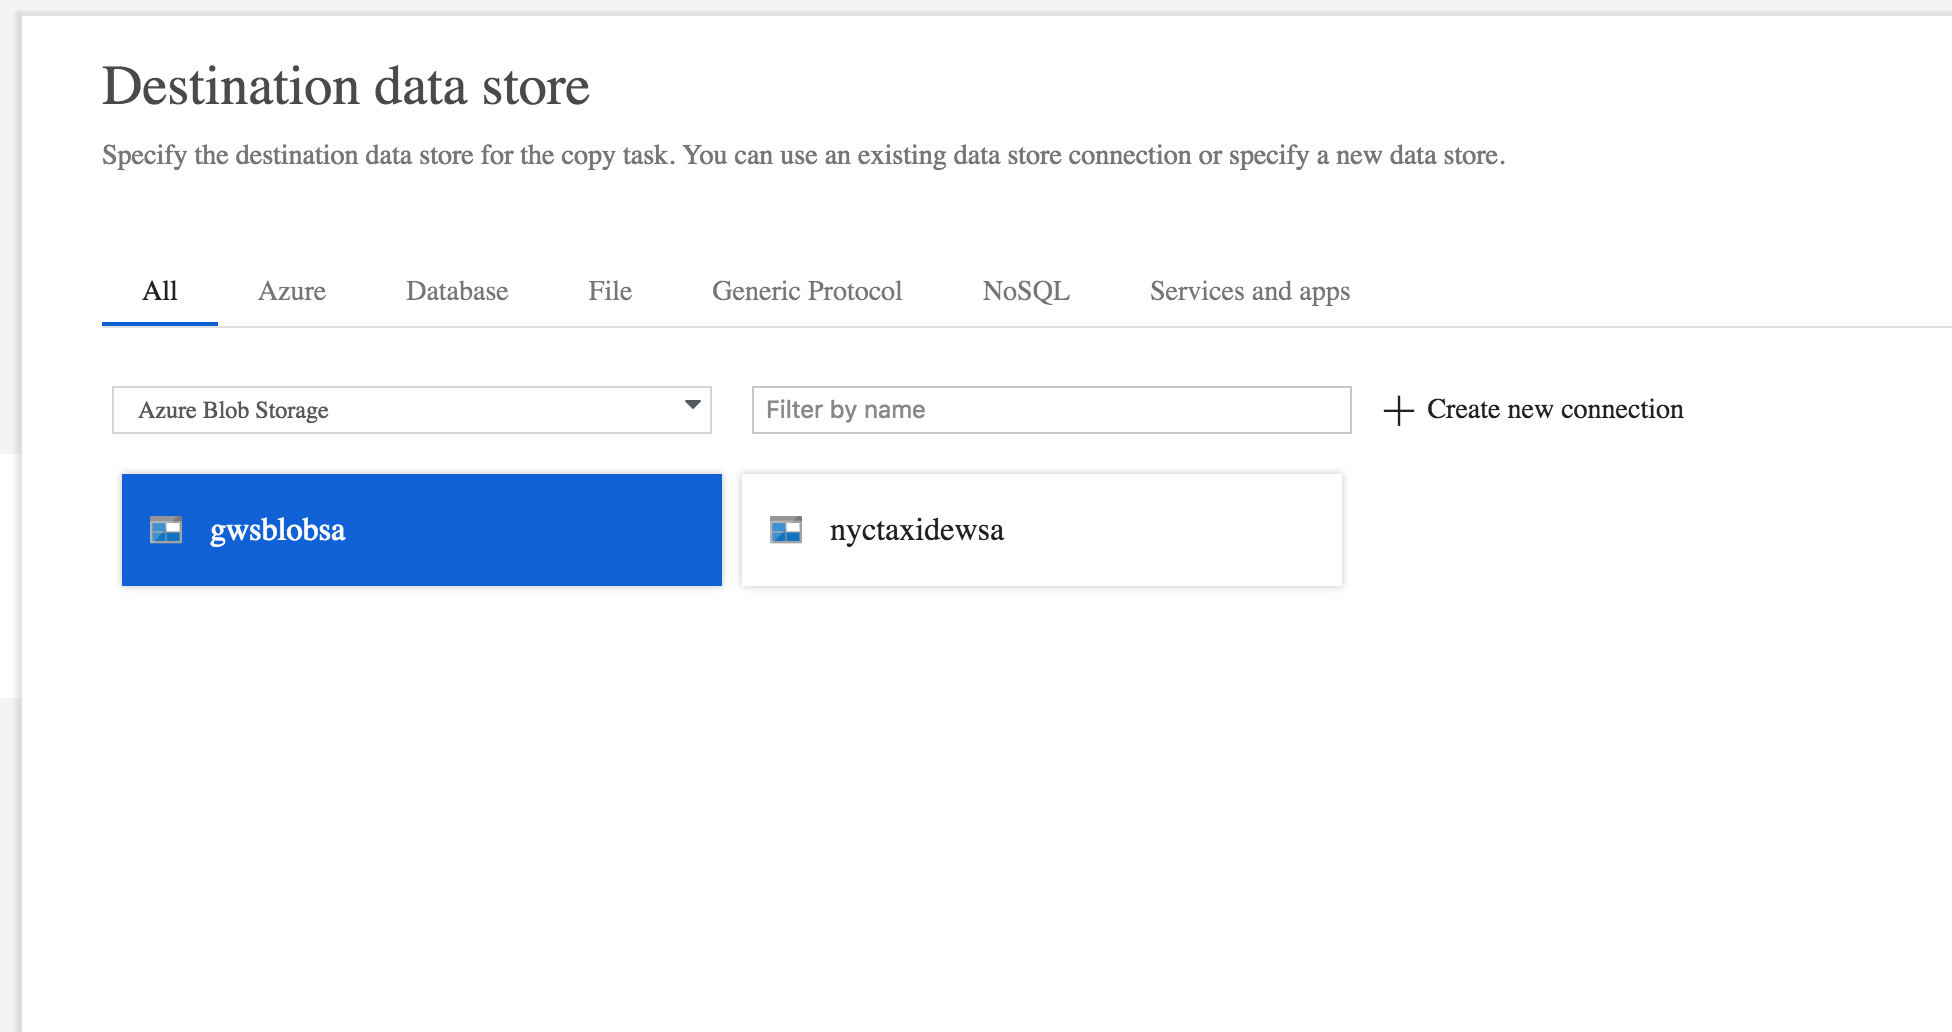 Destination data store
Specify the destination data store for the copy task. You can use an existing data store connection or specify a new data store.
All Azure Database File Generic Protocol NoSQL Services and apps
Azure Blob Storage Filter by name Create new connection
gwsblobsa nyctaxidewsa